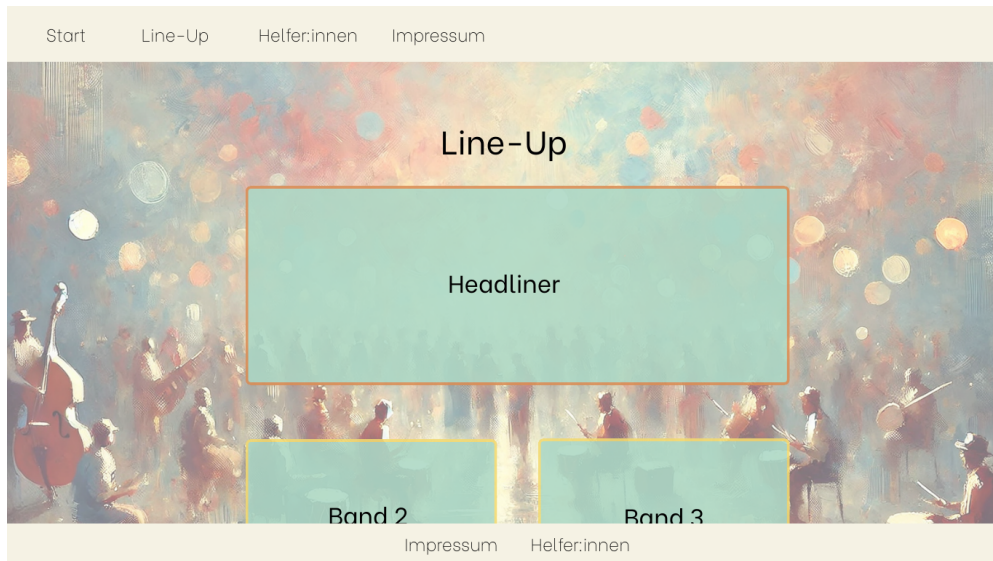 Start Line-Up Helfer:innen Impressum
Line-Up
Headliner
Band 2 Band 3
Impressum Helfer:innen